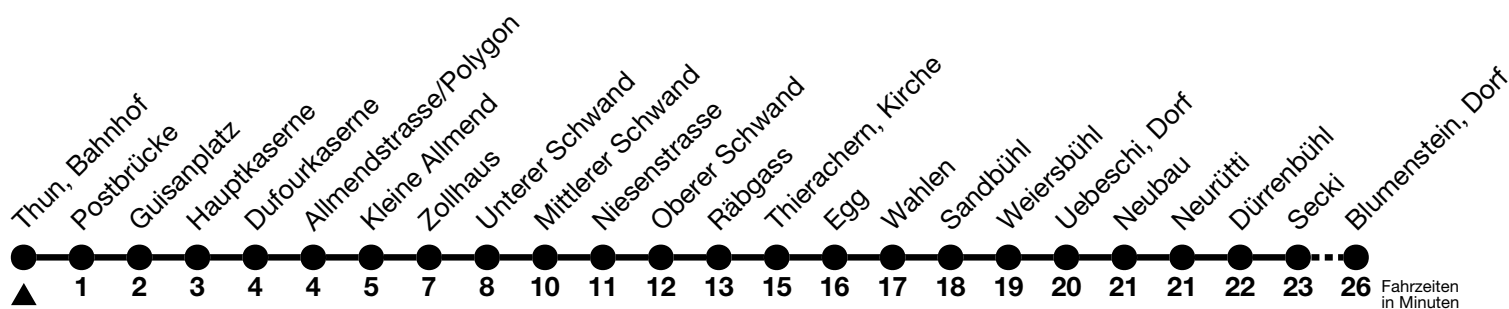 Thun, Bahnhof
Postbrücke
Guisanplatz
Hauptkaserne
Dufourkaserne
Allmendstrasse/Polygon
Kleine Allmend
Zollhaus
Unterer Schwand
Mittlerer Schwand
Niesenstrasse
Oberer Schwand
Räbgass
Thierachern, Kirche
Egg
Wahlen
Sandbühl
Weiersbühl
Uebeschi, Dorf
Neubau
Neurütti
Dürrenbühl
Secki
Blumenstein, Dorf
1 2 3 4 4 5 7 8 10 11 12 13 15 16 17 18 19 20 21 21 22 23 26
Fahrzeiten
in Minuten